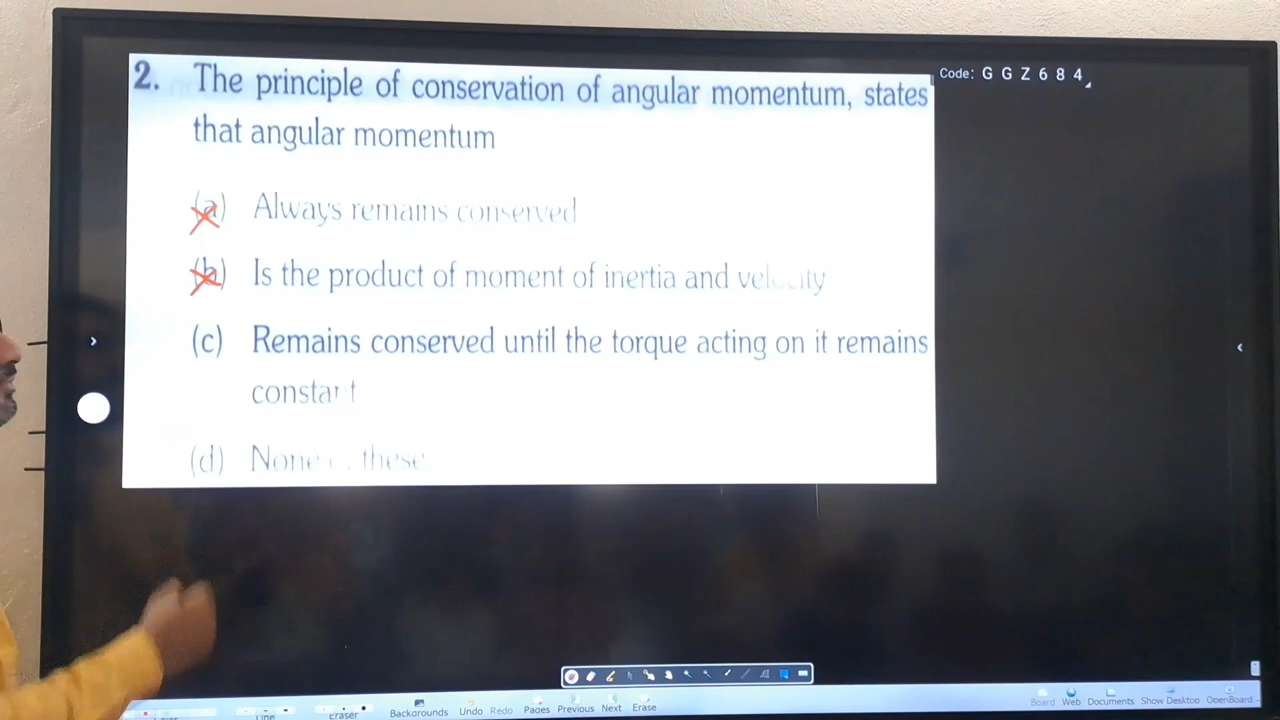 2. The principle of conservation of angular momentum, states
that angular momentum
(a) Always remains conserved
(b) Is the product of moment of inertia and velocity
(c) Remains conserved until the torque acting on it remains
constant
(d) None of these
Code: G G Z 6 8 4
Line Eraser Backgrounds Undo Redo Pages Previous Next Erase Board Web Documents Show Desktop OpenBoard